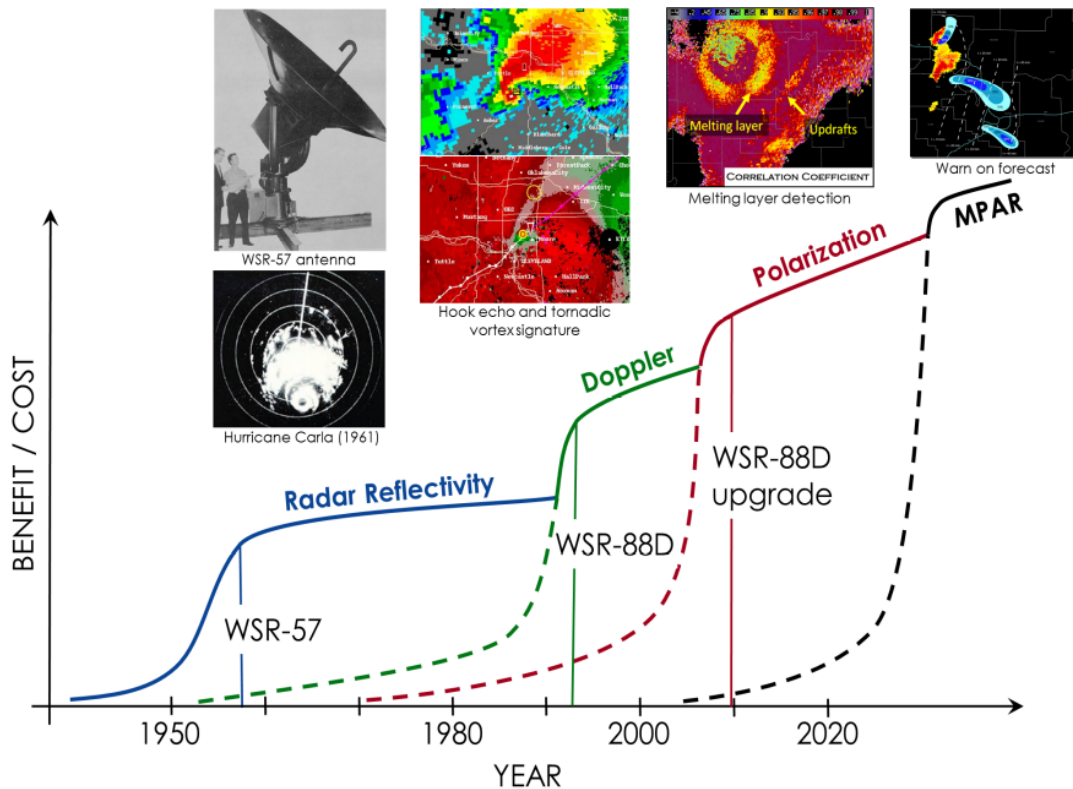 WSR-57 antenna
Hurricane Carla (1961)
Hook echo and tornadic
vortex signature
Melting layer
Updrafts
CORRELATION COEFFICIENT
Melting layer detection
Warn on forecast
MPAR
Polarization
Doppler
Radar Reflectivity
WSR-57
WSR-88D
WSR-88D
upgrade
BENEFIT / COST
1950
1980
2000
2020
YEAR